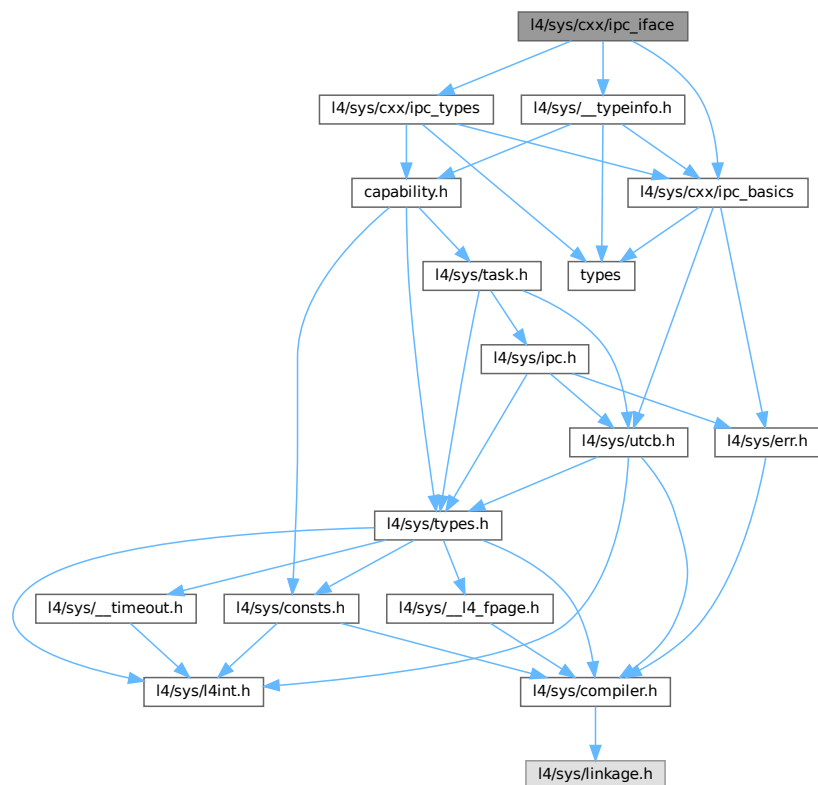 l4/sys/cxx/ipc_iface
l4/sys/cxx/ipc_types
l4/sys/__typeinfo.h
capability.h
l4/sys/cxx/ipc_basics
l4/sys/task.h
types
l4/sys/ipc.h
l4/sys/utcb.h
l4/sys/err.h
l4/sys/types.h
l4/sys/__timeout.h
l4/sys/consts.h
l4/sys/__l4_fpage.h
l4/sys/l4int.h
l4/sys/compiler.h
l4/sys/linkage.h